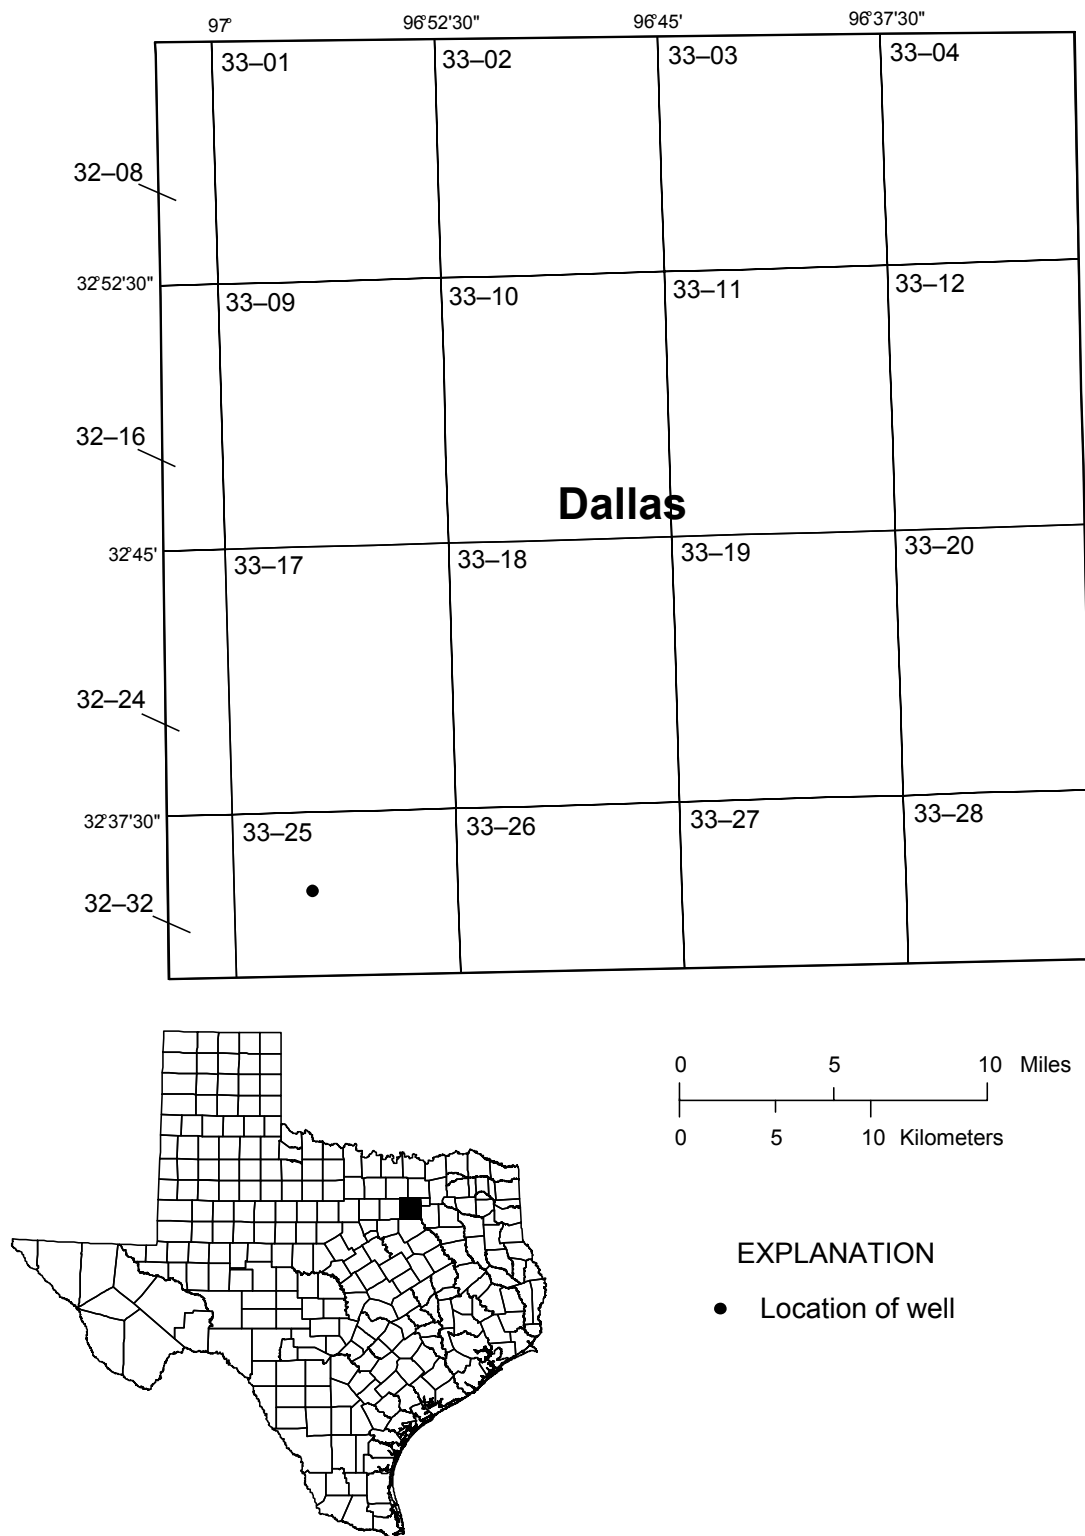 97° 96°52'30" 96°45' 96°37'30"
33–01 33–02 33–03 33–04
32–08
32°52'30"
33–09 33–10 33–11 33–12
32–16
Dallas
32°45'
33–17 33–18 33–19 33–20
32–24
32°37'30"
33–25 33–26 33–27 33–28
32–32
0 5 10 Miles
0 5 10 Kilometers
EXPLANATION
Location of well